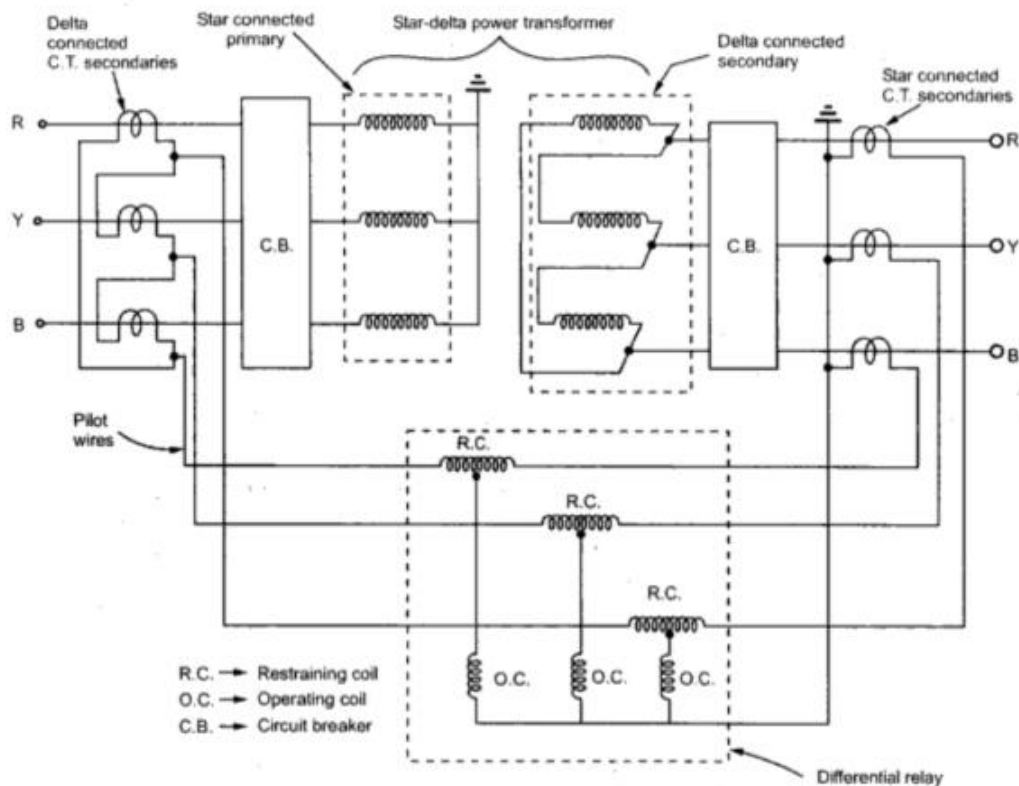 Delta
connected
C.T. secondaries
Star connected
primary
Star-delta power transformer
Delta connected
secondary
Star connected
C.T. secondaries
R
R
Y
C.B.
C.B.
Y
B
B
Pilot
wires
R.C.
R.C.
R.C.
R.C. → Restraining coil
O.C. → Operating coil
C.B. → Circuit breaker
O.C.
O.C.
O.C.
Differential relay